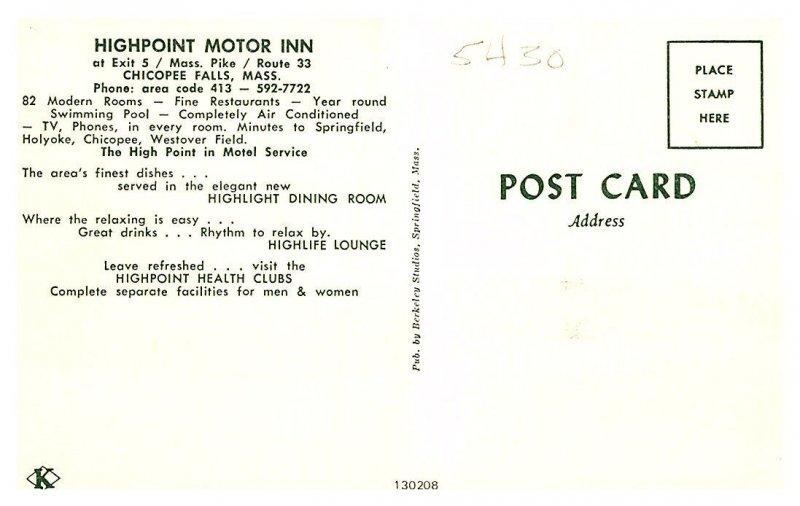 HIGHPOINT MOTOR INN
at Exit 5 / Mass. Pike / Route 33
CHICOPEE FALLS, MASS.
Phone: area code 413 — 592-7722
82 Modern Rooms — Fine Restaurants — Year round
Swimming Pool — Completely Air Conditioned
— TV, Phones, in every room. Minutes to Springfield,
Holyoke, Chicopee, Westover Field.
The High Point in Motel Service
The area's finest dishes . . .
served in the elegant new
HIGHLIGHT DINING ROOM
Where the relaxing is easy . . .
Great drinks . . . Rhythm to relax by.
HIGHLIFE LOUNGE
Leave refreshed . . . visit the
HIGHPOINT HEALTH CLUBS
Complete separate facilities for men & women
K
130208
Pub. by Berkeley Studios, Springfield, Mass.
5430
PLACE
STAMP
HERE
POST CARD
Address